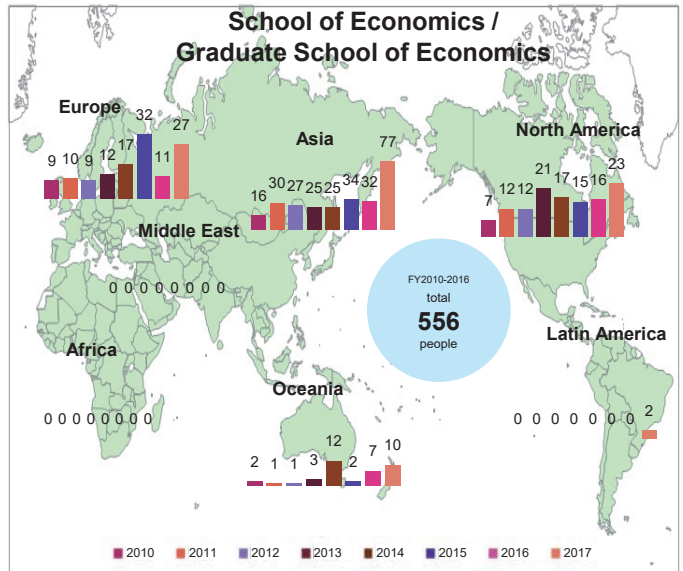 School of Economics /
Graduate School of Economics
Europe
9 10 9 12 17 32 11 27
Asia
16 30 27 25 25 34 32 77
North America
7 12 12 21 17 15 16 23
Middle East
0 0 0 0 0 0 0 0
FY2010-2016
total
556
people
Africa
0 0 0 0 0 0 0 0
Latin America
0 0 0 0 0 0 0 2
Oceania
2 1 1 3 12 2 7 10
2010 2011 2012 2013 2014 2015 2016 2017